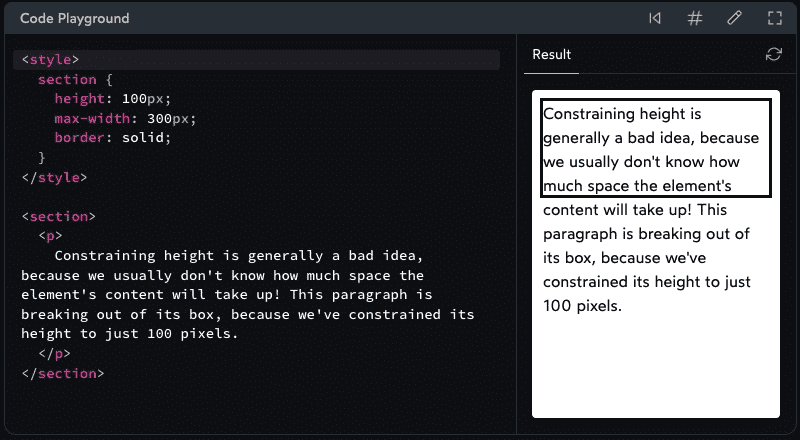 Code Playground
<style>
  section {
    height: 100px;
    max-width: 300px;
    border: solid;
  }
</style>

<section>
  <p>
    Constraining height is generally a bad idea,
because we usually don't know how much space the
element's content will take up! This paragraph is
breaking out of its box, because we've constrained its
height to just 100 pixels.
  </p>
</section>
Result
Constraining height is
generally a bad idea, because
we usually don't know how
much space the element's
content will take up! This
paragraph is breaking out of
its box, because we've
constrained its height to just
100 pixels.